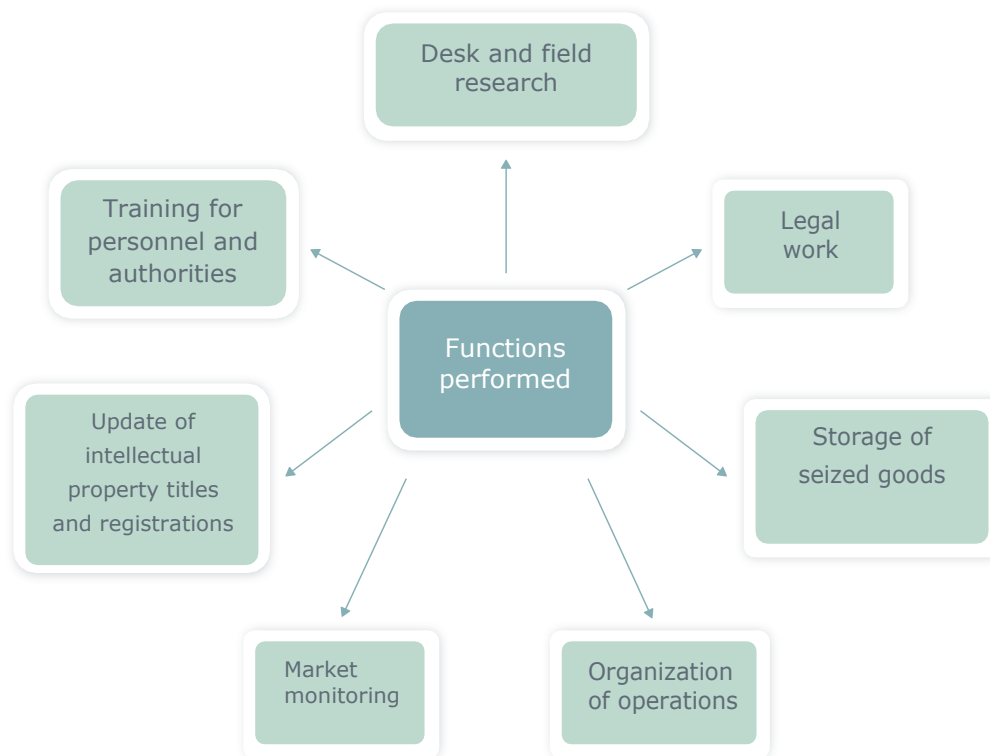 Desk and field
research
Training for
personnel and
authorities
Legal
work
Functions
performed
Update of
intellectual
property titles
and registrations
Storage of
seized goods
Market
monitoring
Organization
of operations